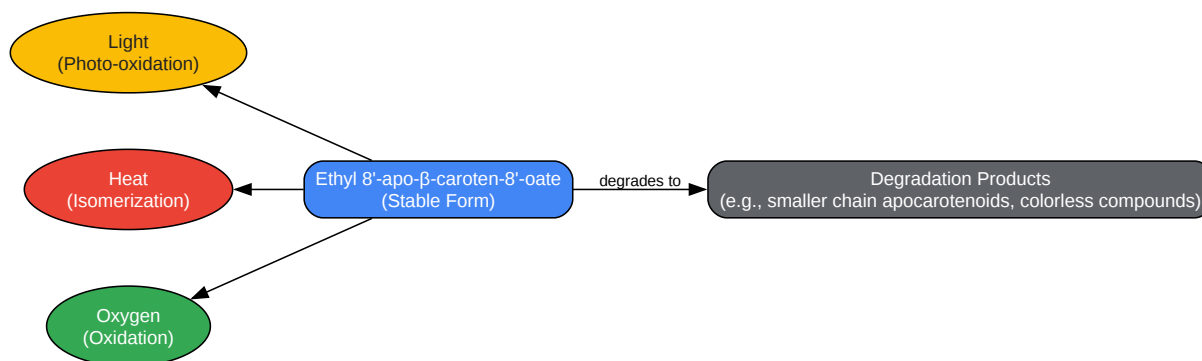 Light
(Photo-oxidation)
Heat
(Isomerization)
Ethyl 8'-apo-β-caroten-8'-oate
(Stable Form)
degrades to
Degradation Products
(e.g., smaller chain apocarotenoids, colorless compounds)
Oxygen
(Oxidation)